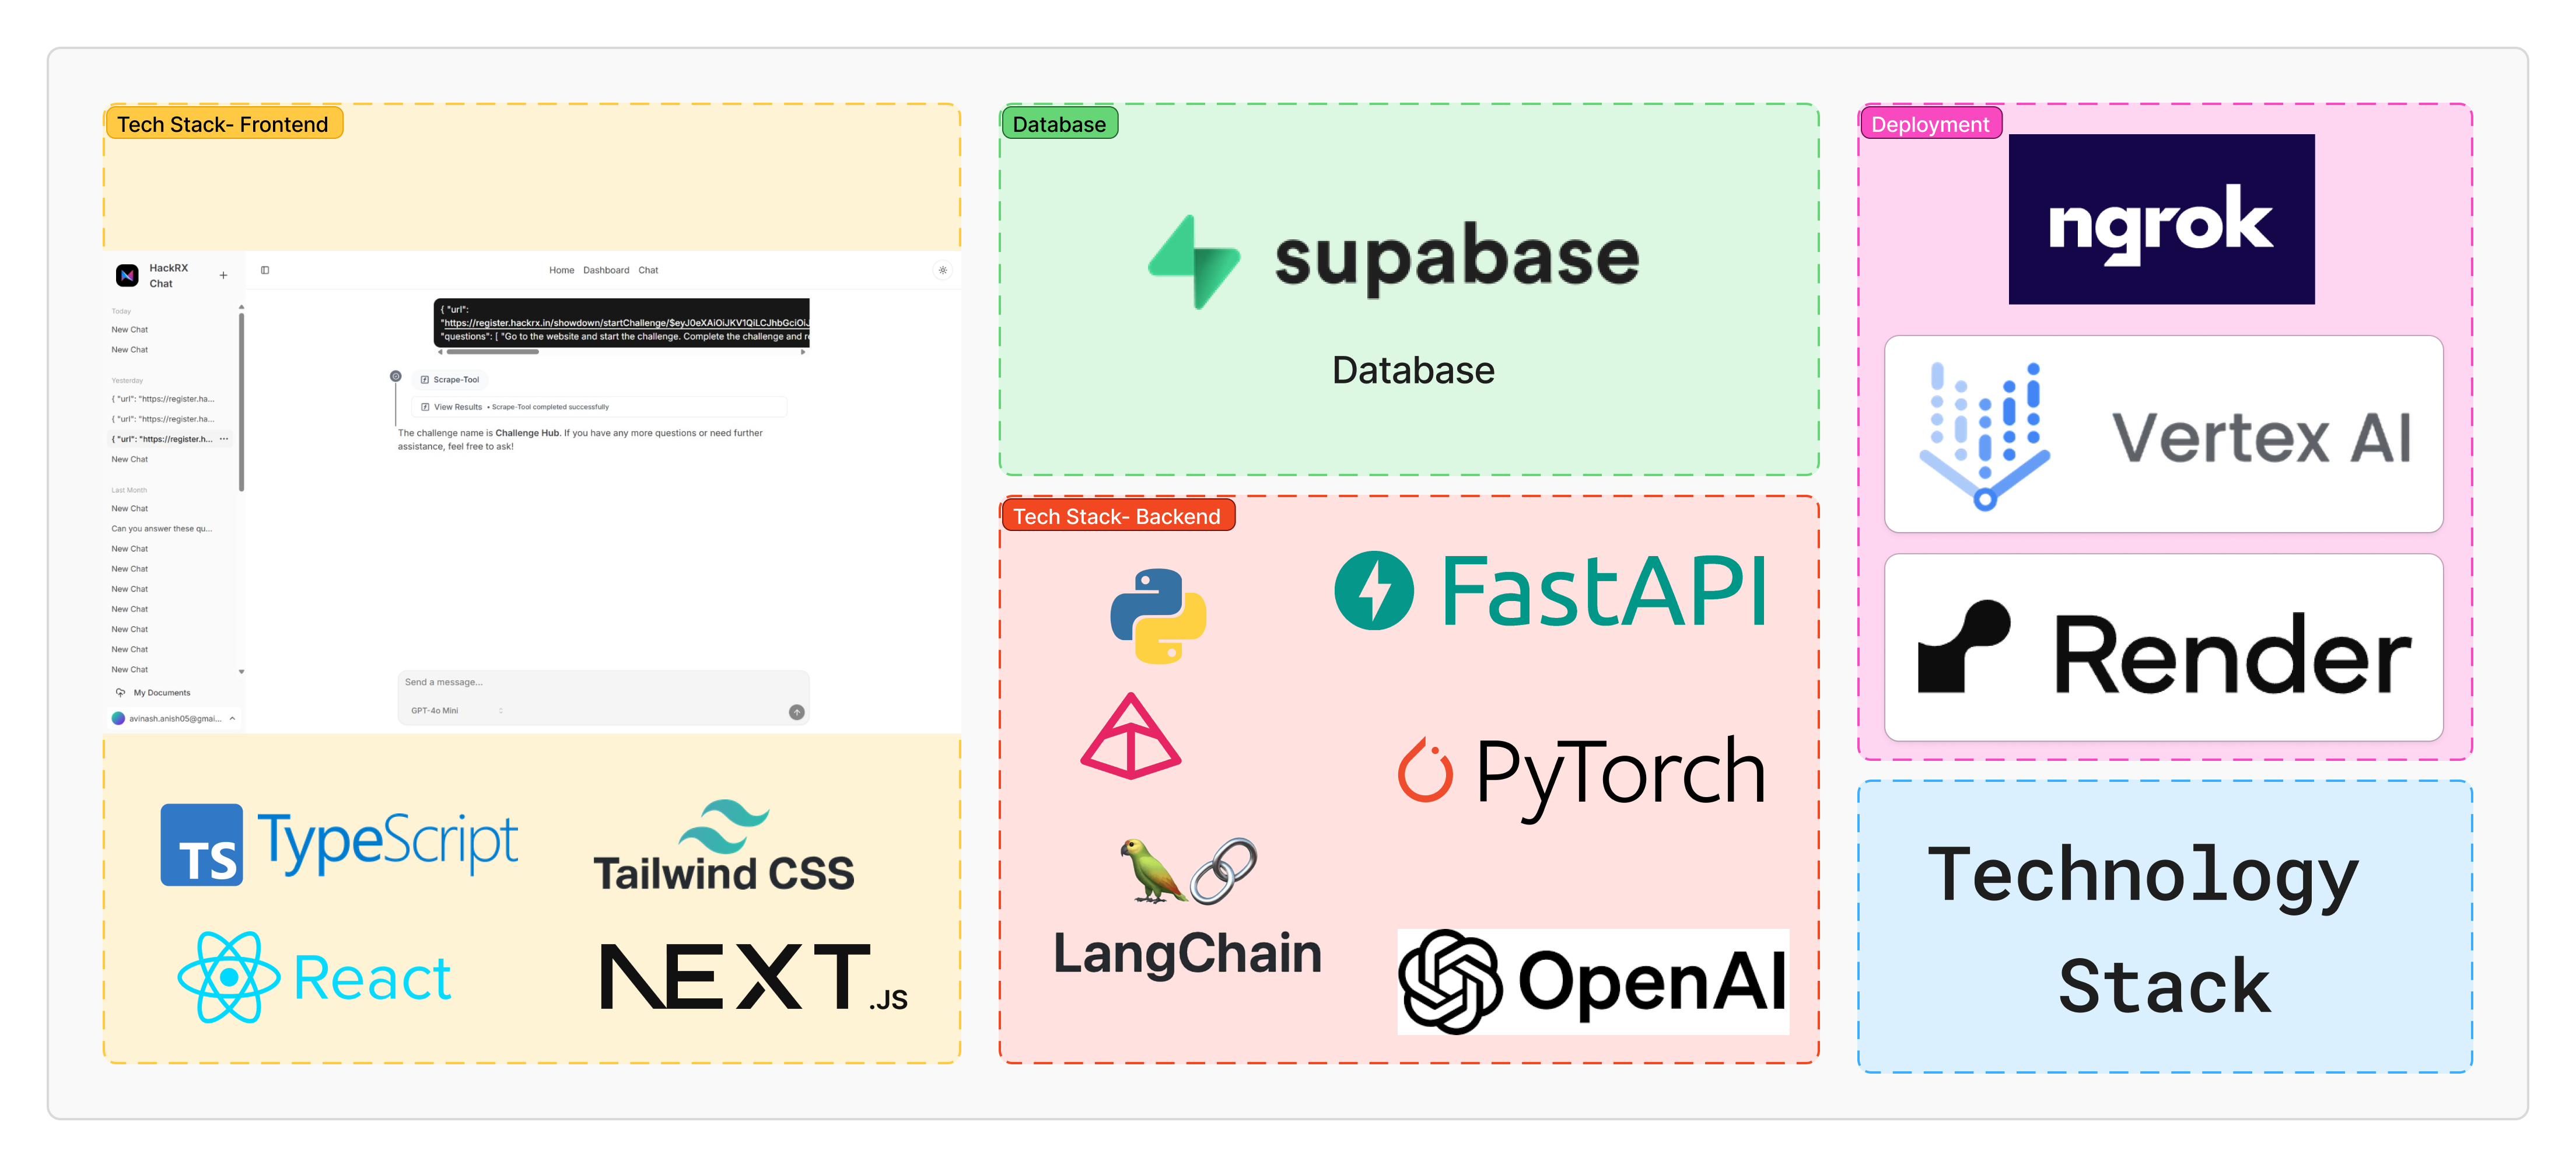 Tech Stack- Frontend
HackRX
Chat
Home Dashboard Chat
Today
New Chat
New Chat
Yesterday
{ "url": "https://register.ha...
{ "url": "https://register.ha...
{ "url": "https://register.h...
New Chat
Last Month
New Chat
Can you answer these qu...
New Chat
New Chat
New Chat
New Chat
New Chat
New Chat
New Chat
My Documents
avinash.anish05@gmai...
{ "url":
"https://register.hackrx.in/showdown/startChallenge/$eyJ0eXAiOiJKV1QiLCJhbGciOiJ
"questions": [ "Go to the website and start the challenge. Complete the challenge and re
Scrape-Tool
View Results • Scrape-Tool completed successfully
The challenge name is Challenge Hub. If you have any more questions or need further
assistance, feel free to ask!
Send a message...
GPT-4o Mini
TS TypeScript
Tailwind CSS
React
NEXT.JS
Database
supabase
Database
Tech Stack- Backend
FastAPI
PyTorch
LangChain
OpenAI
Deployment
ngrok
Vertex AI
Render
Technology
Stack